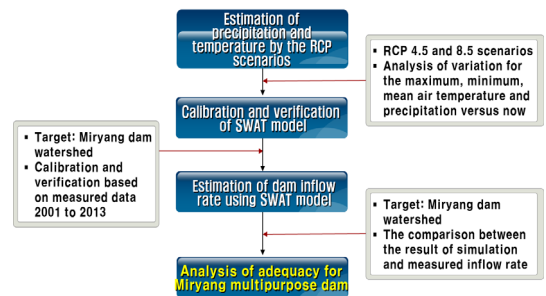 Estimation of
precipitation and
temperature by the RCP
scenarios
▪ RCP 4.5 and 8.5 scenarios
▪ Analysis of variation for
the maximum, minimum,
mean air temperature and
precipitation versus now
Calibration and verification
of SWAT model
▪ Target: Miryang dam
watershed
▪ Calibration and
verification based
on measured data
2001 to 2013
Estimation of dam inflow
rate using SWAT model
▪ Target: Miryang dam
watershed
▪ The comparison between
the result of simulation
and measured inflow rate
Analysis of adequacy for
Miryang multipurpose dam